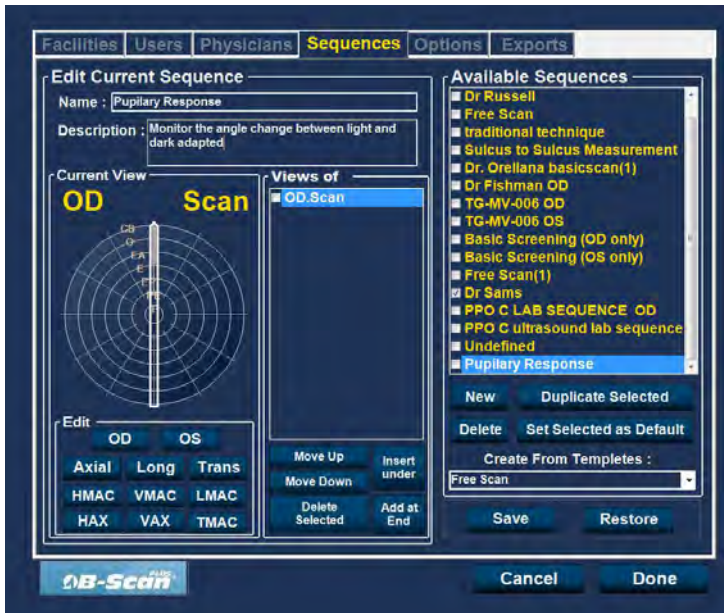 Facilities Users Physicians Sequences Options Exports
Edit Current Sequence
Name : Pupilary Response
Description : Monitor the angle change between light and
dark adapted
Current View
OD Scan
CB
O
EA
E
Views of
OD.Scan
Edit
OD OS
Axial Long Trans
HMAC VMAC LMAC
HAX VAX TMAC
Move Up
Move Down
Delete
Selected
Insert
under
Add at
End
Available Sequences
Dr Russell
Free Scan
traditional technique
Sulcus to Sulcus Measurement
Dr. Orellana basicscan(1)
Dr Fishman OD
TG-MV-006 OD
TG-MV-006 OS
Basic Screening (OD only)
Basic Screening (OS only)
Free Scan(1)
Dr Sams
PPO C LAB SEQUENCE OD
PPO C ultrasound lab sequence
Undefined
Pupilary Response
New Duplicate Selected
Delete Set Selected as Default
Create From Templetes :
Free Scan
Save Restore
B-Scan PLUS
Cancel Done